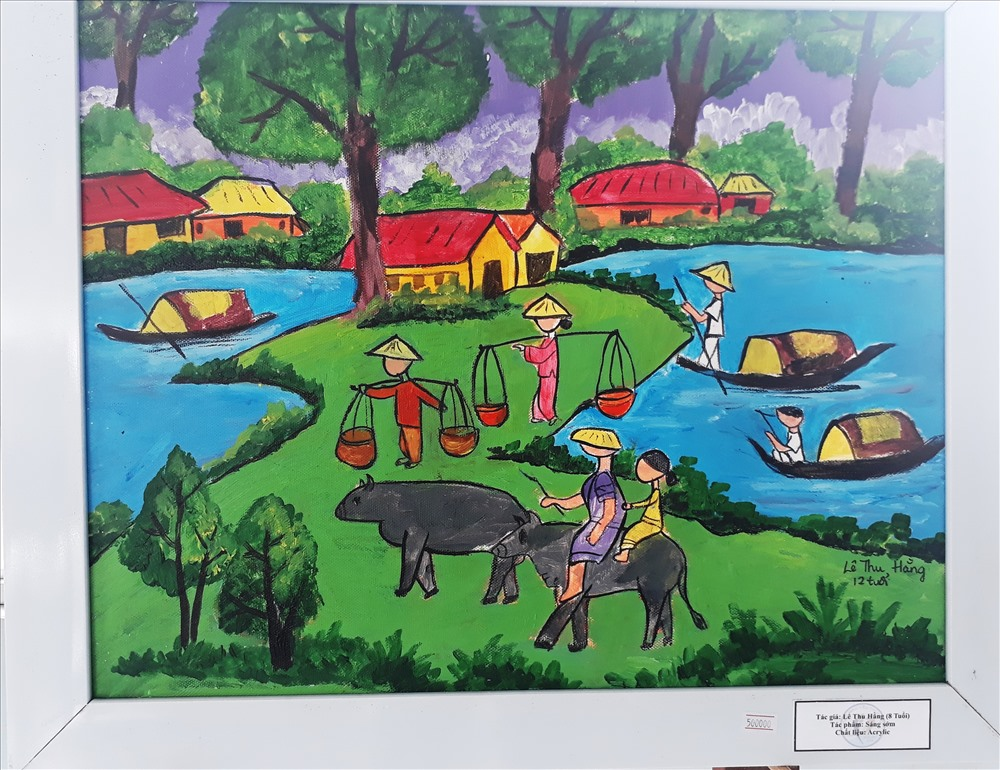 Lê Thu Hằng
12 tuổi
500000
Tác giả: Lê Thu Hằng (8 Tuổi)
Tác phẩm: Sáng sớm
Chất liệu: Acrylic